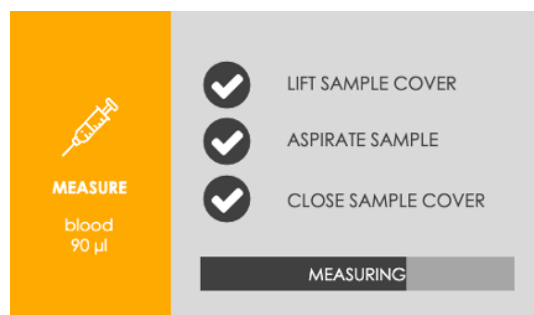 MEASURE
blood
90 µl
LIFT SAMPLE COVER
ASPIRATE SAMPLE
CLOSE SAMPLE COVER
MEASURING